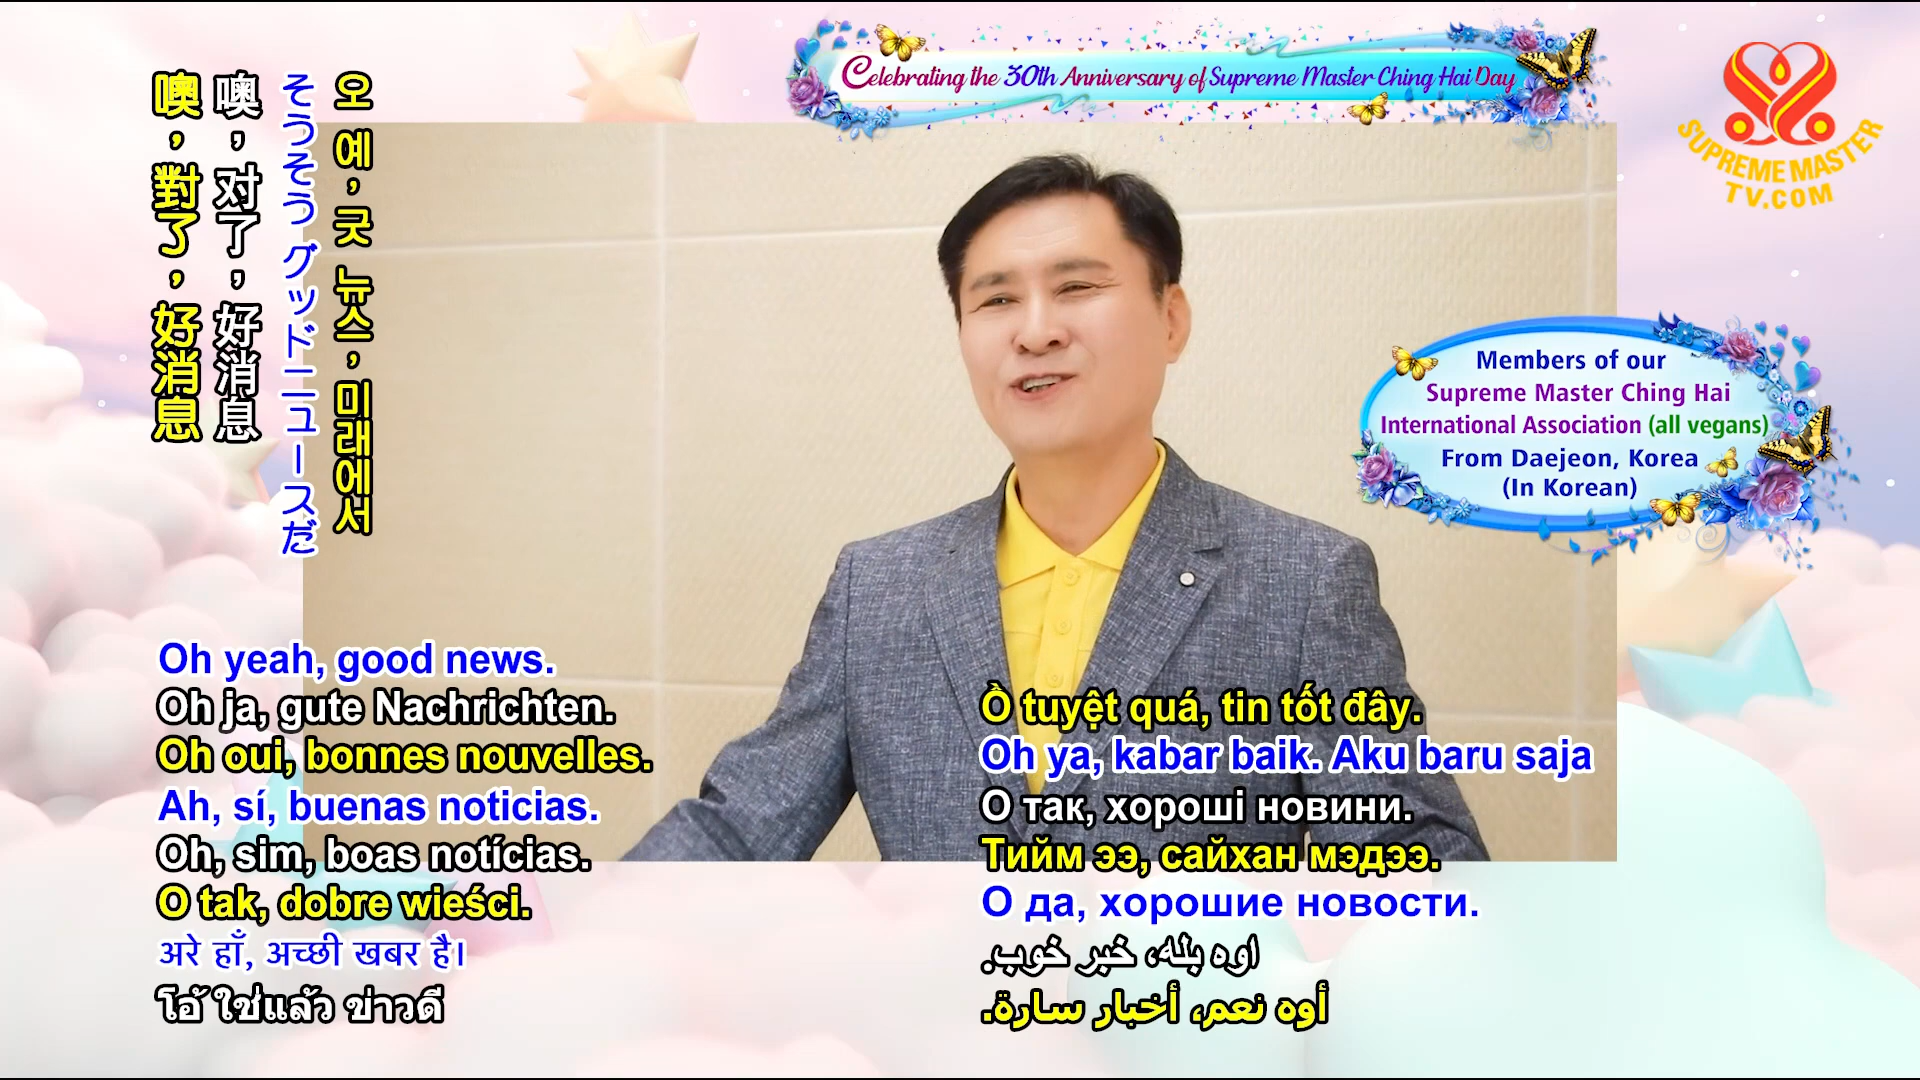 Celebrating the 30th Anniversary of Supreme Master Ching Hai Day
SUPREME MASTER
TV.COM
오 예, 굿 뉴스, 미래에서
そうそう グッドニュースだ
噢，对了，好消息
噢，對了，好消息
Members of our
Supreme Master Ching Hai
International Association (all vegans)
From Daejeon, Korea
(In Korean)
Oh yeah, good news.
Oh ja, gute Nachrichten.
Oh oui, bonnes nouvelles.
Ah, sí, buenas noticias.
Oh, sim, boas notícias.
O tak, dobre wieści.
अरे हाँ, अच्छी खबर है।
โอ้ ใช่แล้ว ข่าวดี
Ồ tuyệt quá, tin tốt đây.
Oh ya, kabar baik. Aku baru saja
О так, хороші новини.
Тийм ээ, сайхан мэдээ.
О да, хорошие новости.
اوه بله، خبر خوب.
أوه نعم، أخبار سارة.